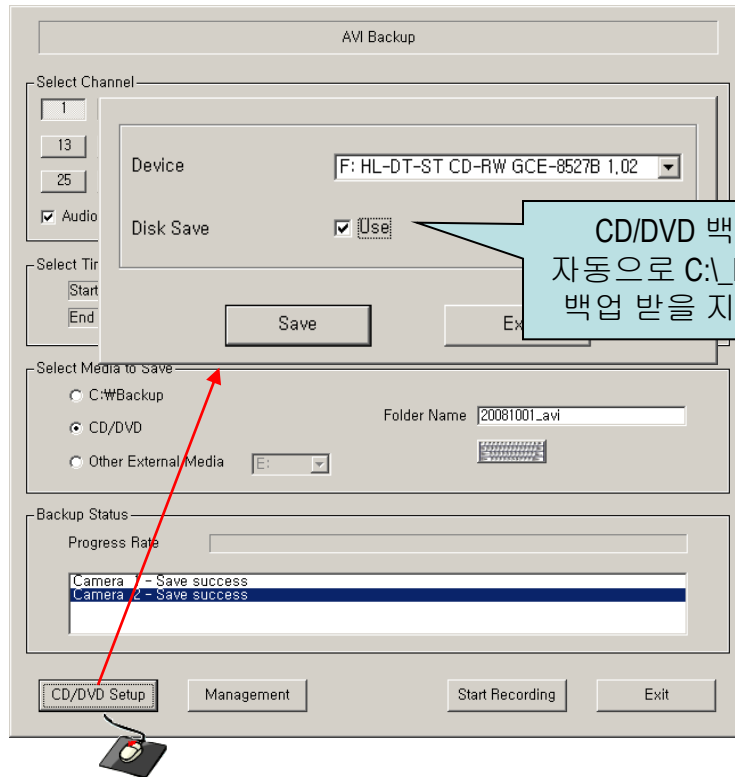 AVI Backup
Select Channel
1
13
25
Audio
Device
F: HL-DT-ST CD-RW GCE-8527B 1,02
Disk Save
Use
CD/DVD 백
자동으로 C:\_
백업 받을 지
Save
Select Media to Save
C:₩Backup
CD/DVD
Other External Media
E:
Folder Name
20081001_avi
Backup Status
Progress Rate
Camera 1 - Save success
Camera 2 - Save success
CD/DVD Setup
Management
Start Recording
Exit
Select
Start
End